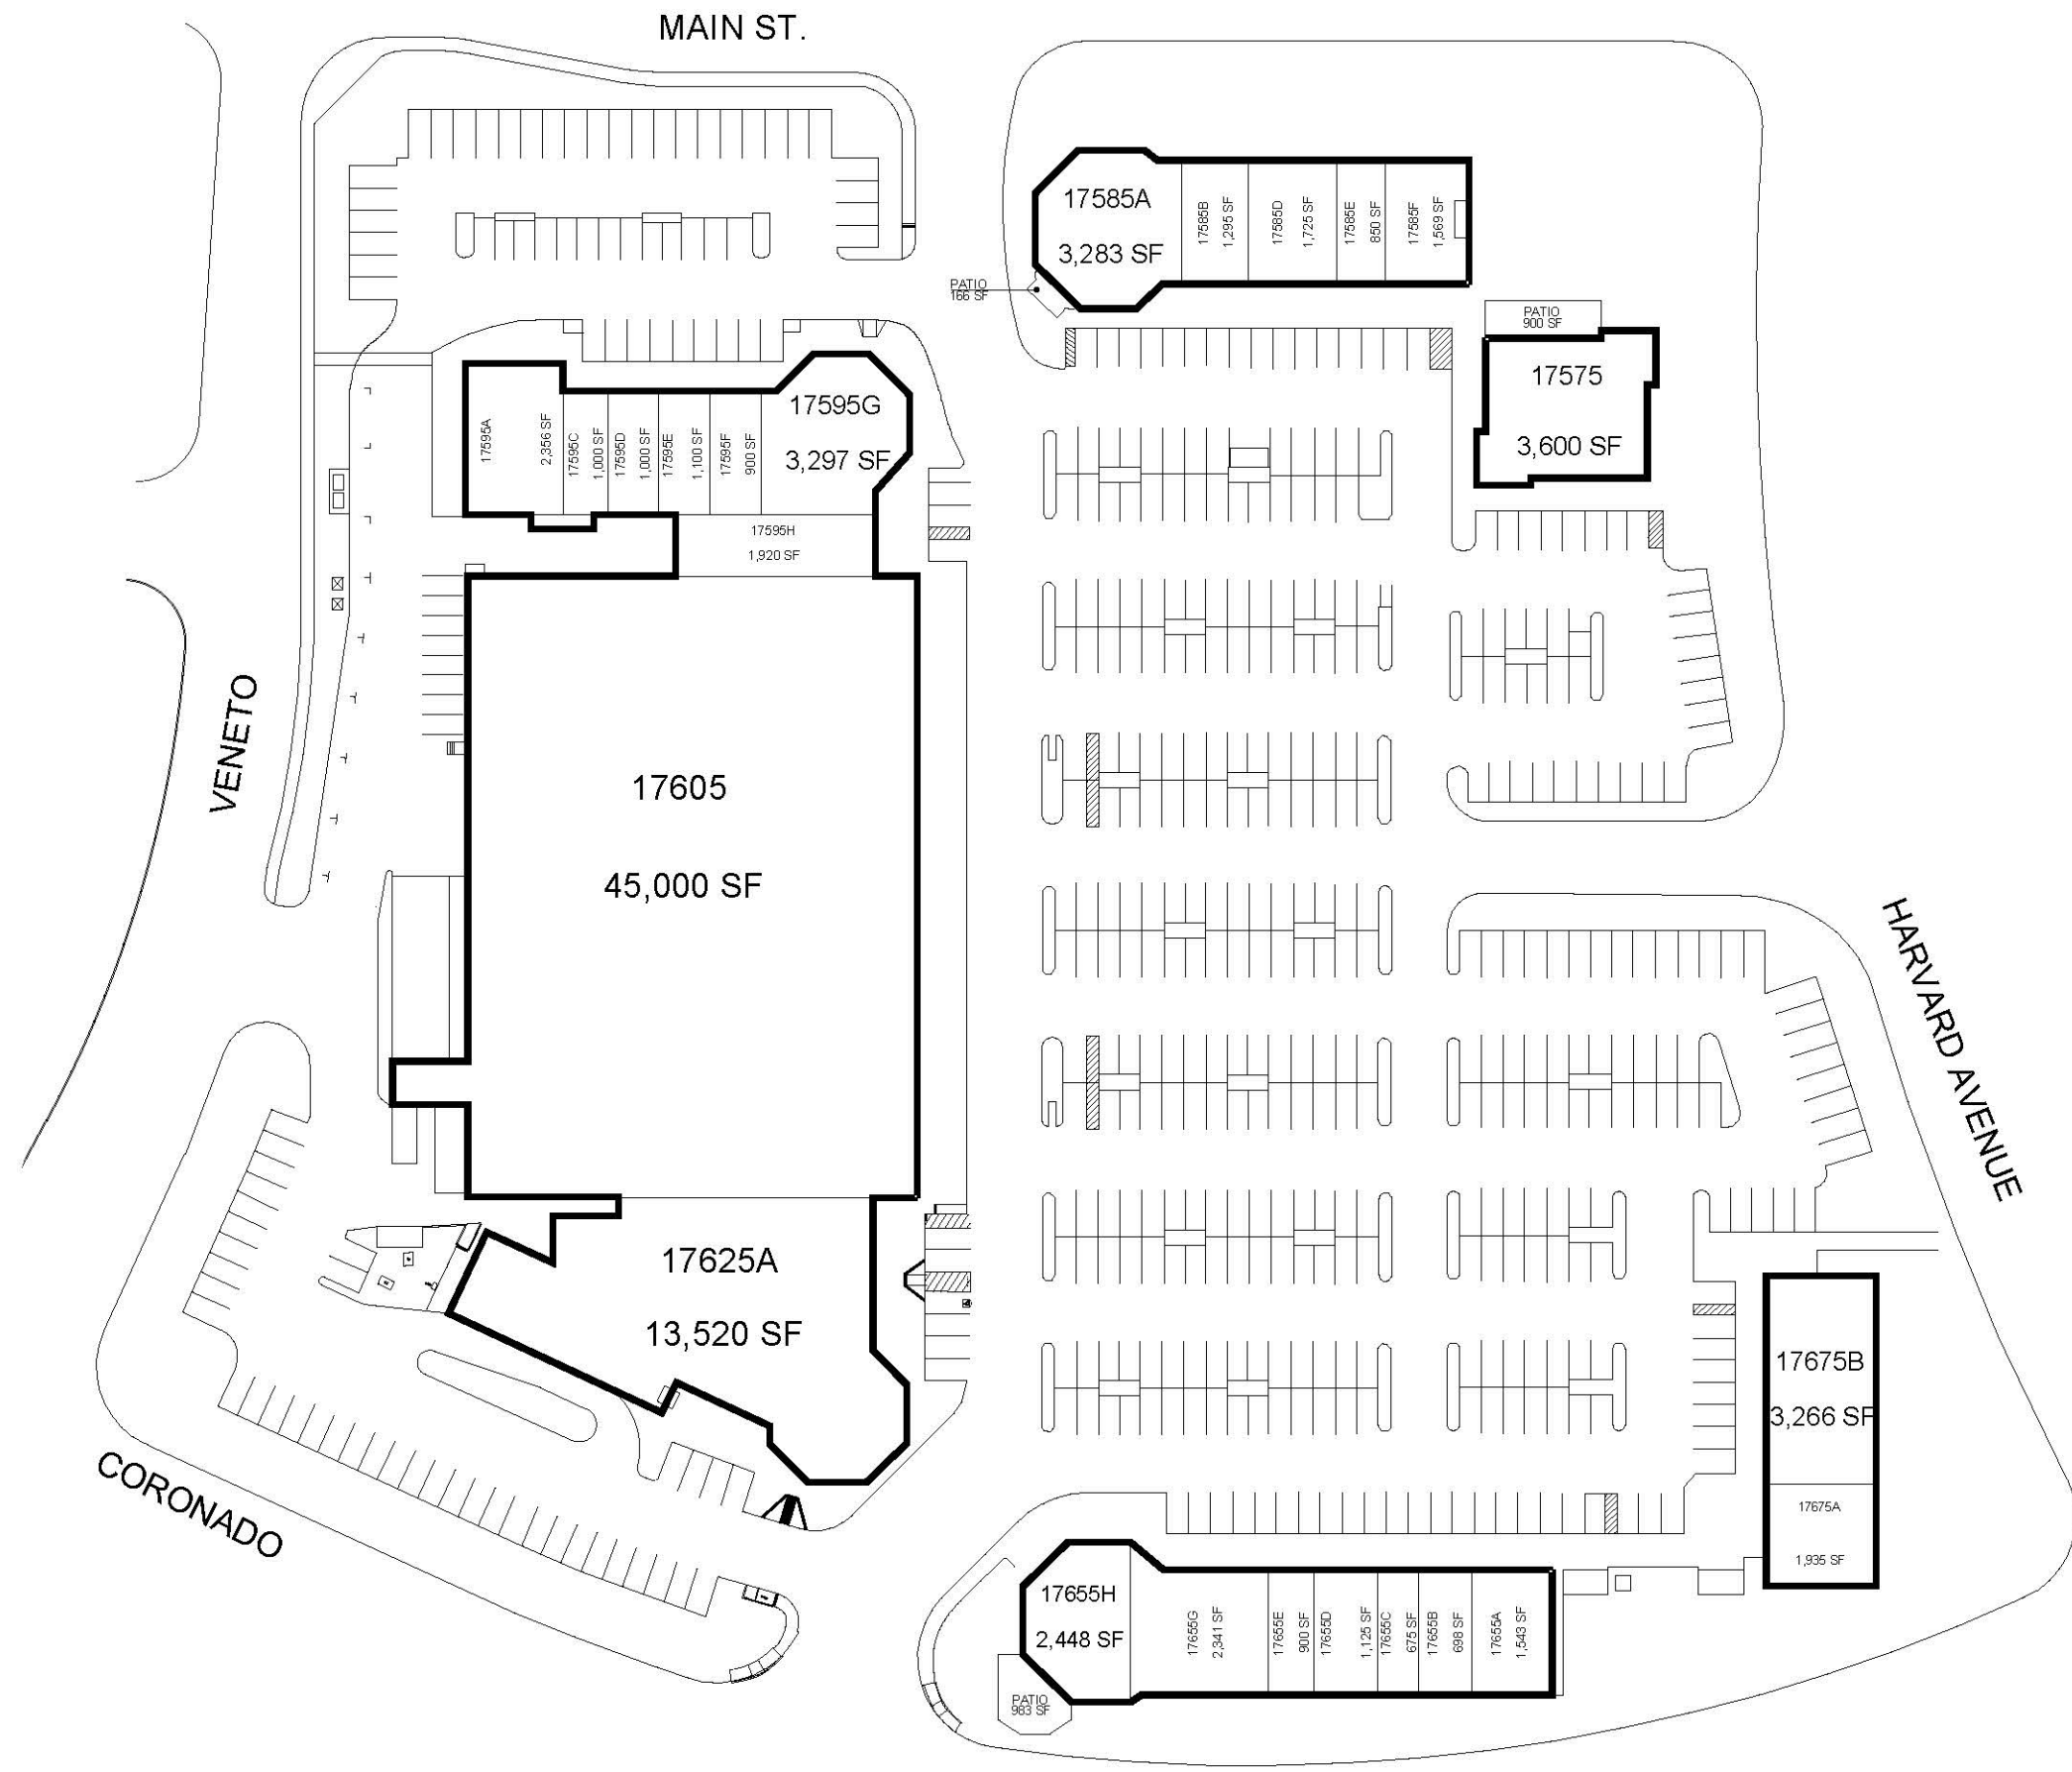 MAIN ST.
17585A
3,283 SF
17585B
1,295 SF
17585D
1,725 SF
17585E
850 SF
17585F
1,569 SF
PATIO
166 SF
PATIO
900 SF
17575
3,600 SF
17595A
2,356 SF
17595C
1,000 SF
17595D
1,000 SF
17595E
1,100 SF
17595F
900 SF
17595G
3,297 SF
17595H
1,920 SF
VENETO
17605
45,000 SF
HARVARD AVENUE
17625A
13,520 SF
17675B
3,266 SF
17675A
1,935 SF
CORONADO
17655H
2,448 SF
17655G
2,341 SF
17655E
900 SF
17655D
1,125 SF
17655C
675 SF
17655B
698 SF
17655A
1,543 SF
PATIO
983 SF